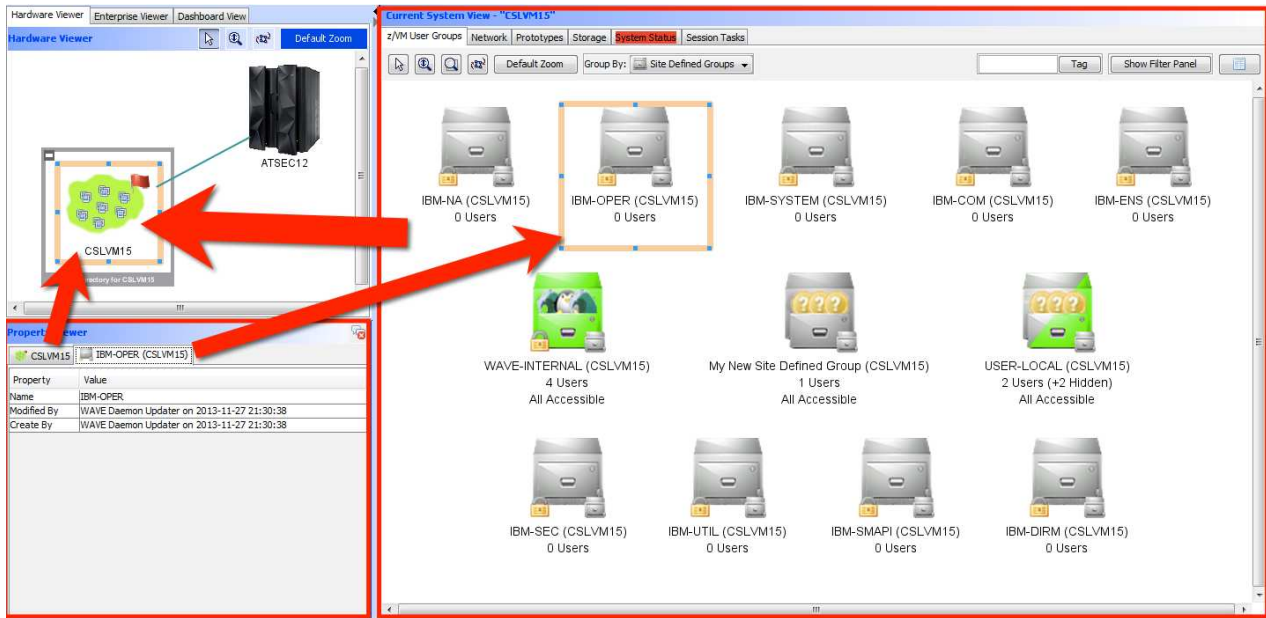 Hardware Viewer Enterprise Viewer Dashboard View
Hardware Viewer Default Zoom
ATSEC12
CSLVM15
ectory for CSLVM15
Propert ewer
CSLVM15 IBM-OPER (CSLVM15)
Property Value
Name IBM-OPER
Modified By WAVE Daemon Updater on 2013-11-27 21:30:38
Create By WAVE Daemon Updater on 2013-11-27 21:30:38
Current System View - "CSLVM15"
z/VM User Groups Network Prototypes Storage System Status Session Tasks
Default Zoom Group By: Site Defined Groups Tag Show Filter Panel
IBM-NA (CSLVM15) IBM-OPER (CSLVM15) IBM-SYSTEM (CSLVM15) IBM-COM (CSLVM15) IBM-ENS (CSLVM15)
0 Users 0 Users 0 Users 0 Users 0 Users
???  ???
WAVE-INTERNAL (CSLVM15) My New Site Defined Group (CSLVM15) USER-LOCAL (CSLVM15)
4 Users 1 Users 2 Users (+2 Hidden)
All Accessible All Accessible All Accessible
IBM-SEC (CSLVM15) IBM-UTIL (CSLVM15) IBM-SMAPI (CSLVM15) IBM-DIRM (CSLVM15)
0 Users 0 Users 0 Users 0 Users